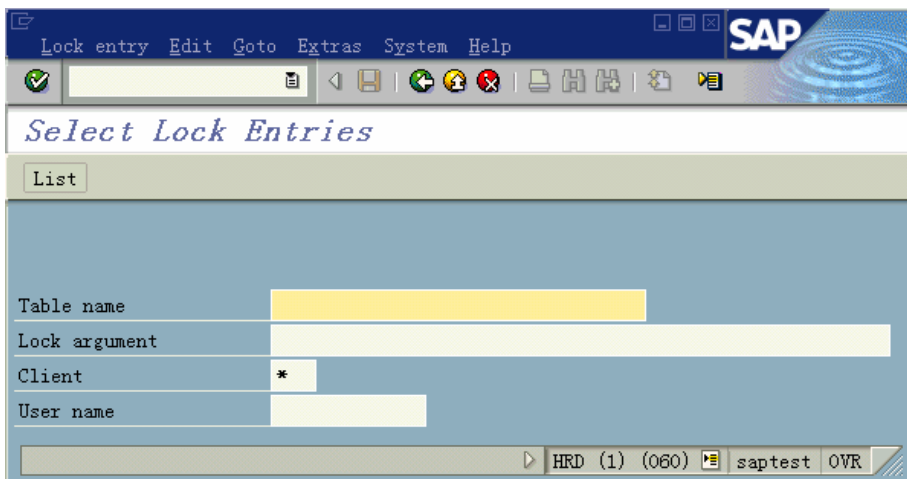 Lock entry Edit Goto Extras System Help
SAP
Select Lock Entries
List
Table name
Lock argument
Client *
User name
HRD (1) (060) saptest OVR